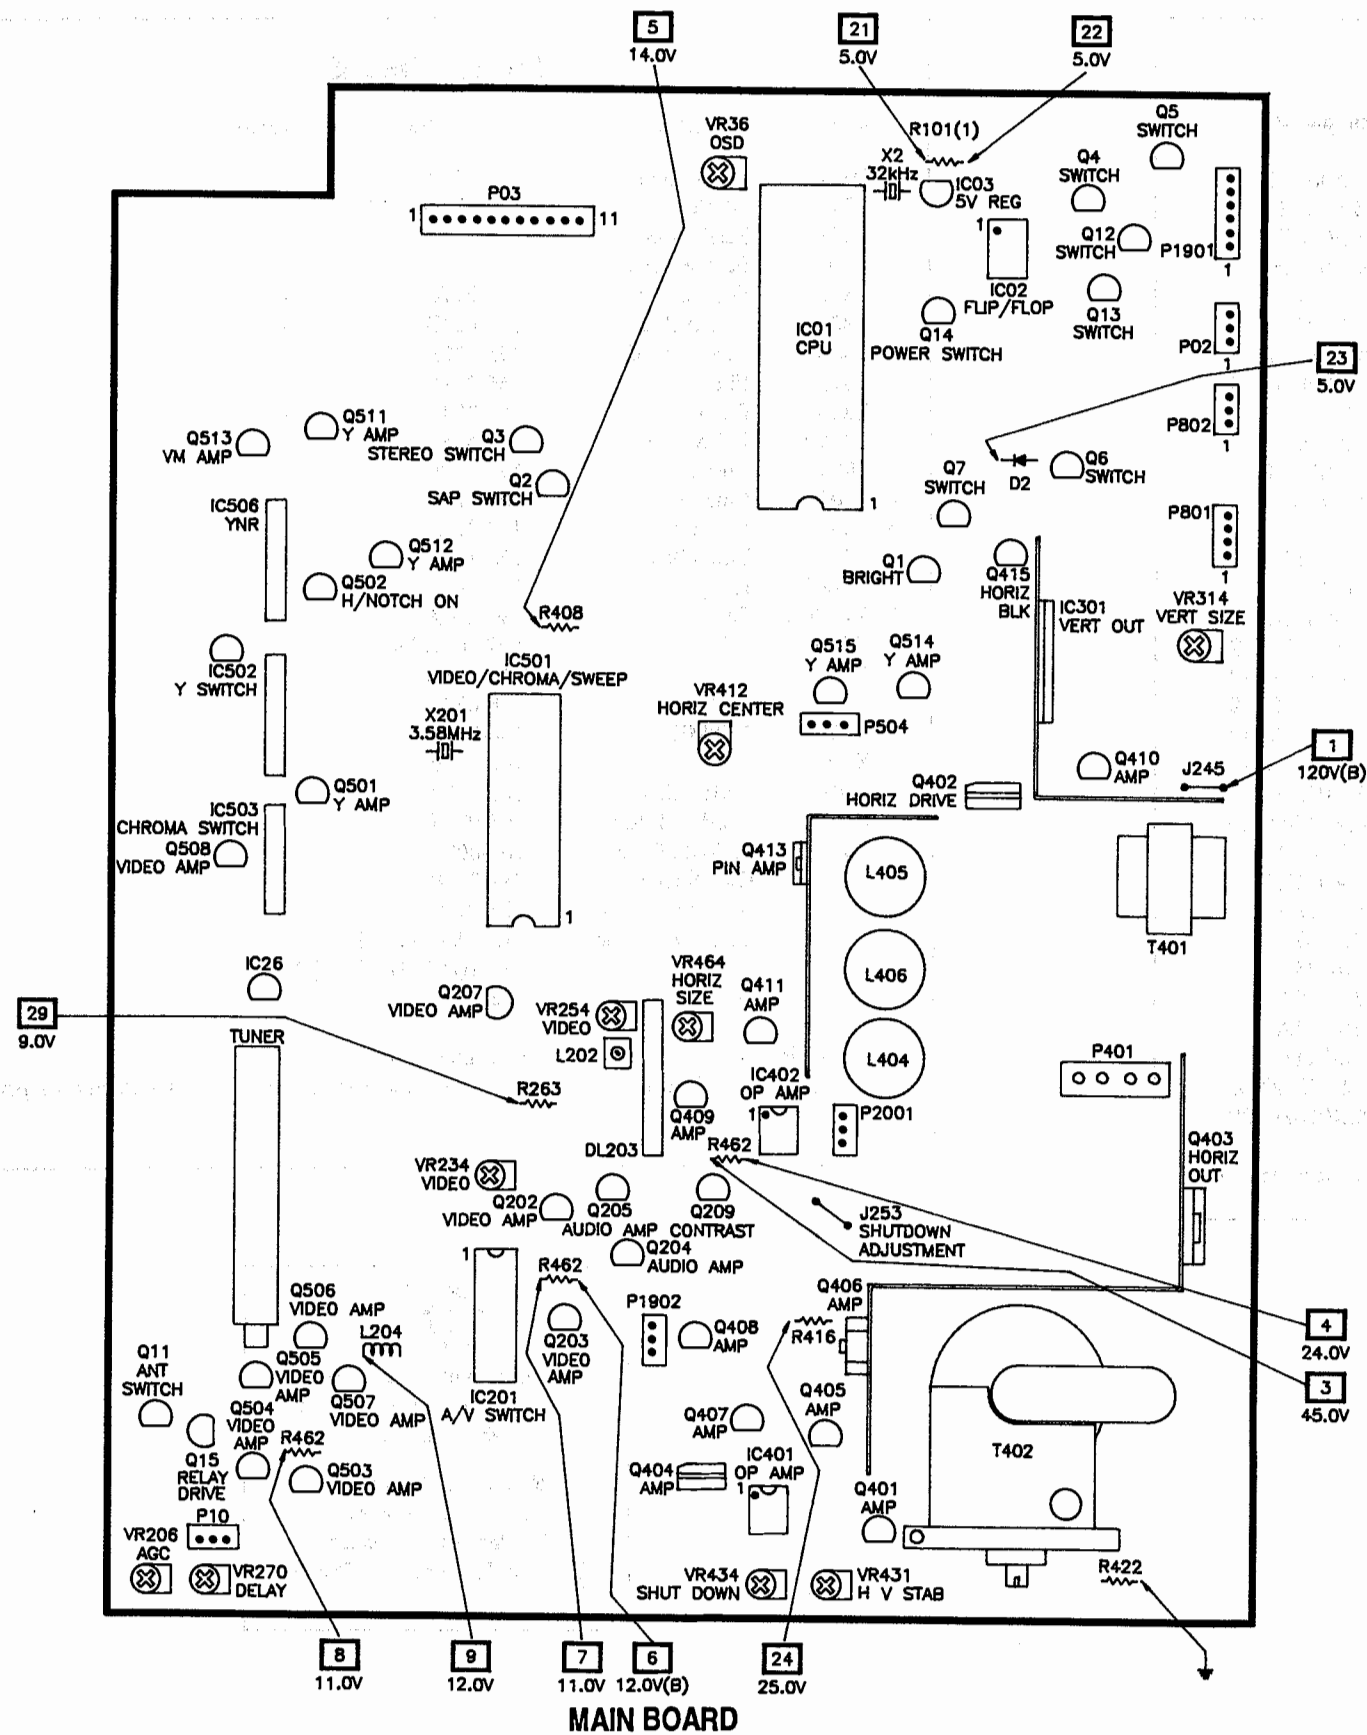 5
14.0V
21
5.0V
22
5.0V
VR36
OSD
R101(1)
X2
32kHz
IC03
5V REG
Q5
SWITCH
Q4
SWITCH
P03
1
11
1
IC02
FLIP/FLOP
Q12
SWITCH
P1901
1
Q13
SWITCH
IC01
CPU
1
Q14
POWER SWITCH
P02
1
23
5.0V
P802
1
Q513
VM AMP
Q511
Y AMP
Q3
STEREO SWITCH
Q2
SAP SWITCH
Q7
SWITCH
D2
Q6
SWITCH
IC506
YNR
P801
1
Q512
Y AMP
Q502
H/NOTCH ON
Q1
BRIGHT
Q415
HORIZ
BLK
IC301
VERT OUT
VR314
VERT SIZE
R408
IC502
Y SWITCH
IC501
VIDEO/CHROMA/SWEEP
1
Q515
Y AMP
Q514
Y AMP
VR412
HORIZ CENTER
P504
X201
3.58MHz
1
120V(B)
Q410
AMP
J245
Q402
HORIZ DRIVE
Q501
Y AMP
IC503
CHROMA SWITCH
Q508
VIDEO AMP
Q413
PIN AMP
L405
T401
IC26
Q207
VIDEO AMP
VR254
VIDEO
VR464
HORIZ
SIZE
Q411
AMP
L406
29
9.0V
TUNER
L202
L404
P401
R263
IC402
OP AMP
1
Q409
AMP
P2001
DL203
R462
Q403
HORIZ
OUT
VR234
VIDEO
Q202
VIDEO AMP
Q205
AUDIO AMP
Q209
CONTRAST
J253
SHUTDOWN
ADJUSTMENT
Q204
AUDIO AMP
1
R462
Q506
VIDEO AMP
L204
P1902
Q406
AMP
R416
4
24.0V
Q408
AMP
Q203
VIDEO
AMP
Q11
ANT
SWITCH
Q505
VIDEO
AMP
Q507
VIDEO AMP
IC201
A/V SWITCH
3
45.0V
Q405
AMP
Q407
AMP
Q504
VIDEO
AMP
R462
T402
Q15
RELAY
DRIVE
Q503
VIDEO AMP
Q404
AMP
IC401
OP AMP
1
Q401
AMP
P10
VR206
AGC
VR270
DELAY
VR434
SHUT DOWN
VR431
H V STAB
R422
8
11.0V
9
12.0V
7
11.0V
6
12.0V(B)
24
25.0V
MAIN BOARD